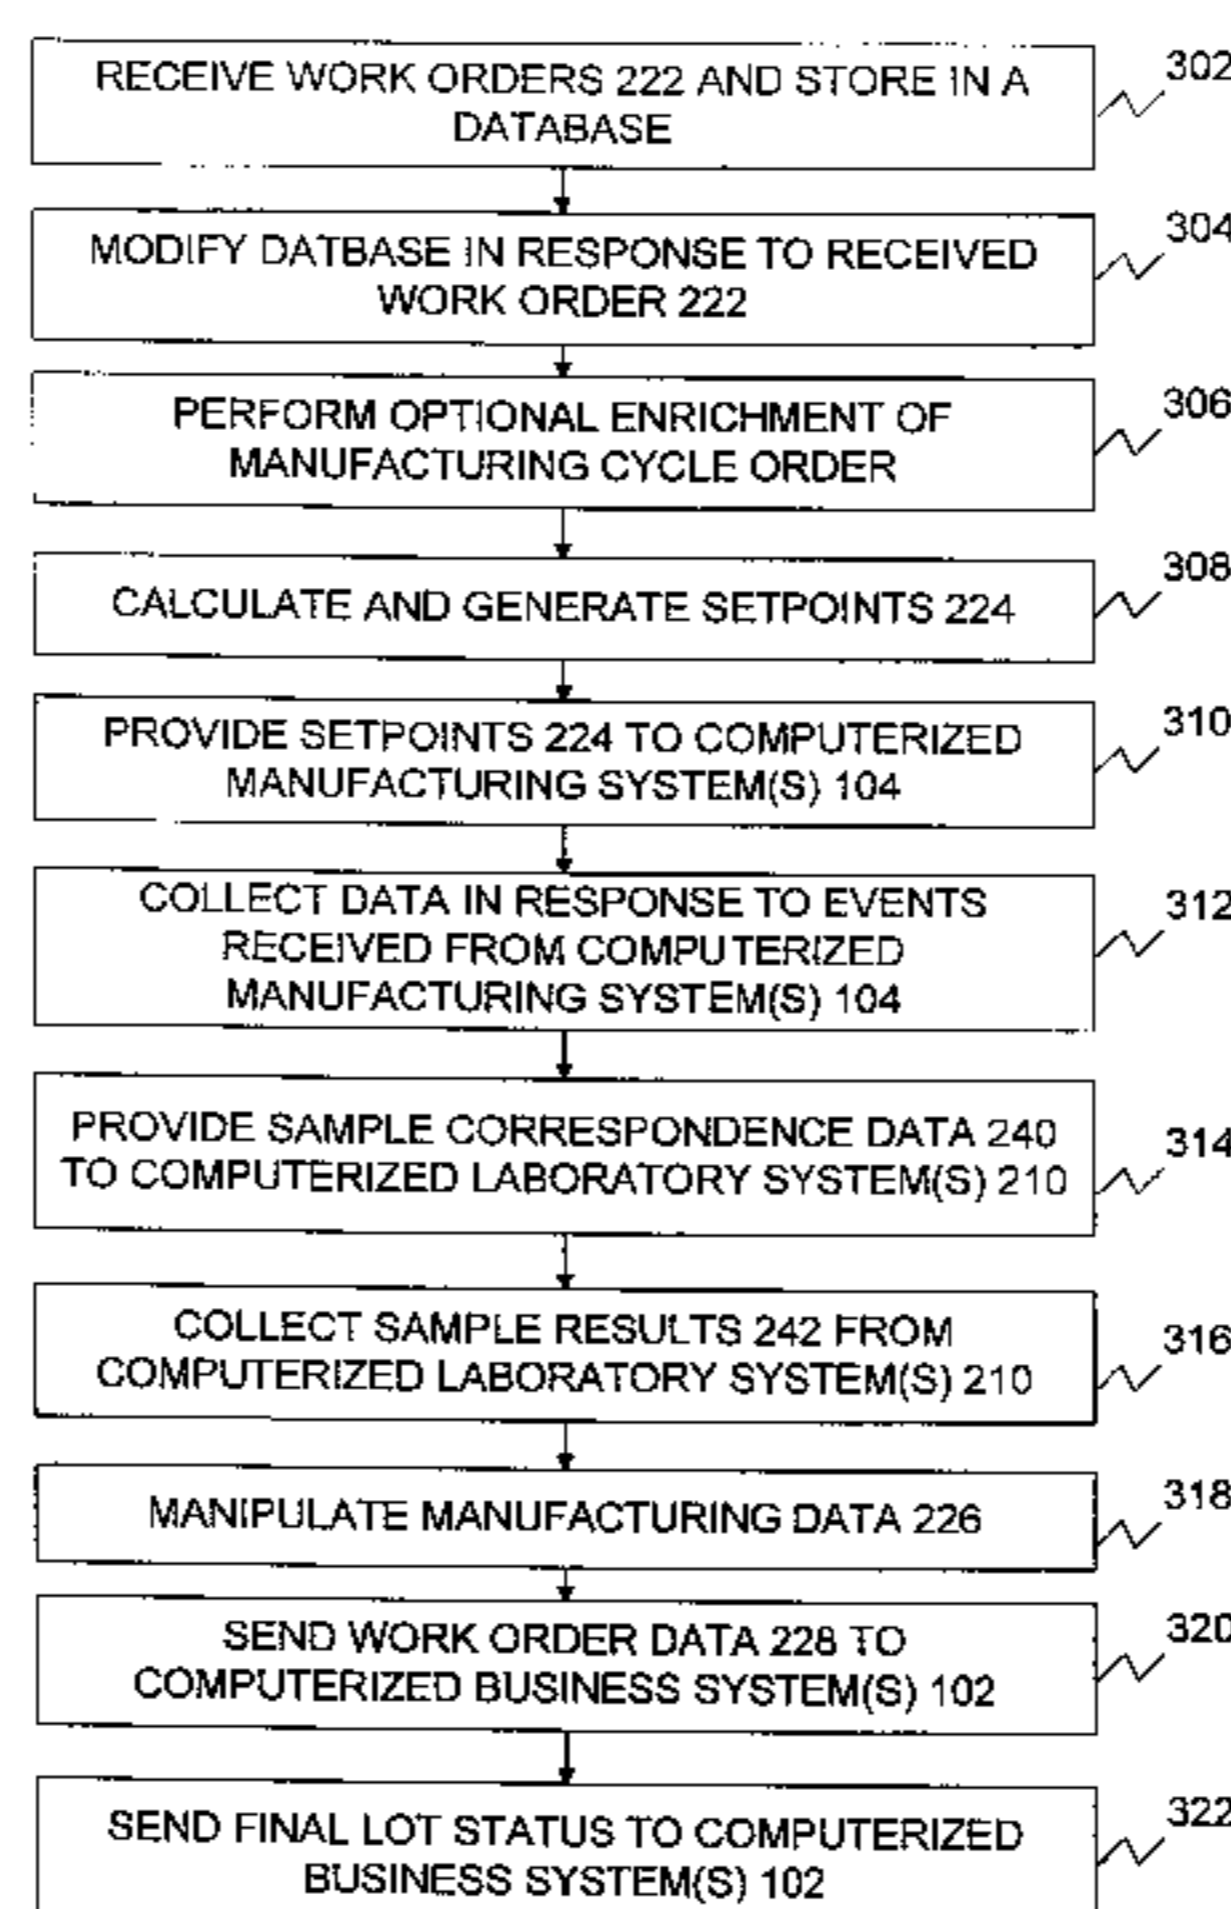 RECEIVE WORK ORDERS 222 AND STORE IN A
DATABASE
302
MODIFY DATBASE IN RESPONSE TO RECEIVED
WORK ORDER 222
304
PERFORM OPTIONAL ENRICHMENT OF
MANUFACTURING CYCLE ORDER
306
CALCULATE AND GENERATE SETPOINTS 224
308
PROVIDE SETPOINTS 224 TO COMPUTERIZED
MANUFACTURING SYSTEM(S) 104
310
COLLECT DATA IN RESPONSE TO EVENTS
RECEIVED FROM COMPUTERIZED
MANUFACTURING SYSTEM(S) 104
312
PROVIDE SAMPLE CORRESPONDENCE DATA 240
TO COMPUTERIZED LABORATORY SYSTEM(S) 210
314
COLLECT SAMPLE RESULTS 242 FROM
COMPUTERIZED LABORATORY SYSTEM(S) 210
316
MANIPULATE MANUFACTURING DATA 226
318
SEND WORK ORDER DATA 228 TO
COMPUTERIZED BUSINESS SYSTEM(S) 102
320
SEND FINAL LOT STATUS TO COMPUTERIZED
BUSINESS SYSTEM(S) 102
322